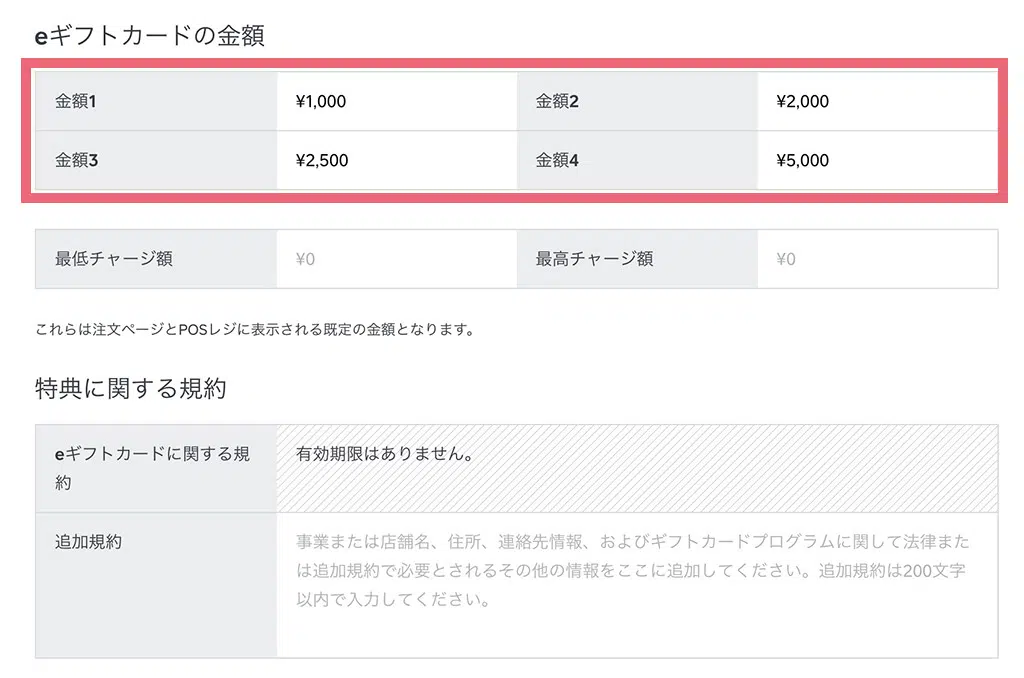 eギフトカードの金額
金額1 ¥1,000 金額2 ¥2,000
金額3 ¥2,500 金額4 ¥5,000
最低チャージ額 ¥0 最高チャージ額 ¥0
これらは注文ページとPOSレジに表示される既定の金額となります。
特典に関する規約
eギフトカードに関する規
約
有効期限はありません。
追加規約
事業または店舗名、住所、連絡先情報、およびギフトカードプログラムに関して法律また
は追加規約で必要とされるその他の情報をここに追加してください。追加規約は200文字
以内で入力してください。